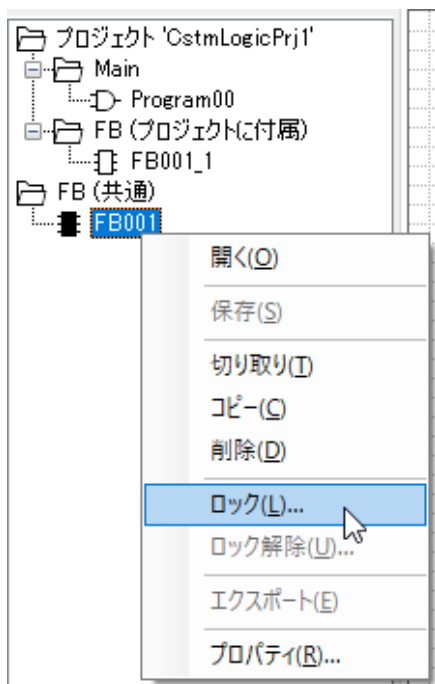 プロジェクト 'CstmLogicPrj1'
Main
Program00
FB (プロジェクトに付属)
FB001_1
FB (共通)
FB001
開く(O)
保存(S)
切り取り(T)
コピー(C)
削除(D)
ロック(L)...
ロック解除(U)...
エクスポート(E)
プロパティ(R)...